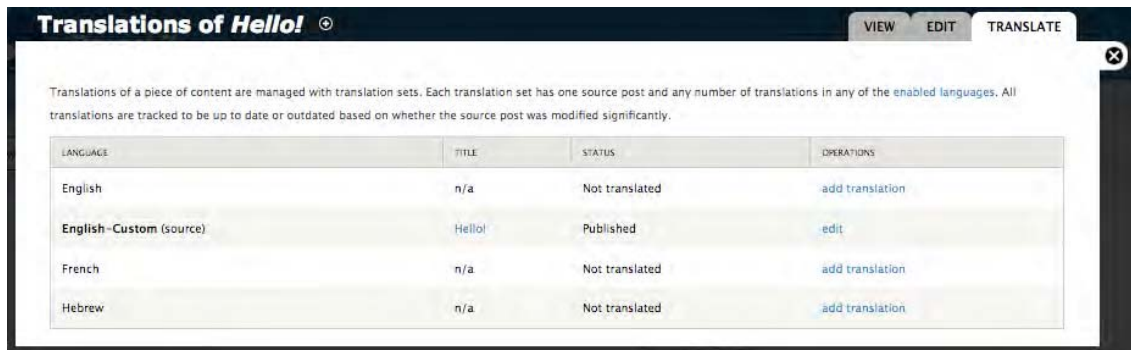 Translations of Hello!
VIEW EDIT TRANSLATE
Translations of a piece of content are managed with translation sets. Each translation set has one source post and any number of translations in any of the enabled languages. All
translations are tracked to be up to date or outdated based on whether the source post was modified significantly.
LANGUAGE TITLE STATUS OPERATIONS
English n/a Not translated add translation
English-Custom (source) Hello! Published edit
French n/a Not translated add translation
Hebrew n/a Not translated add translation